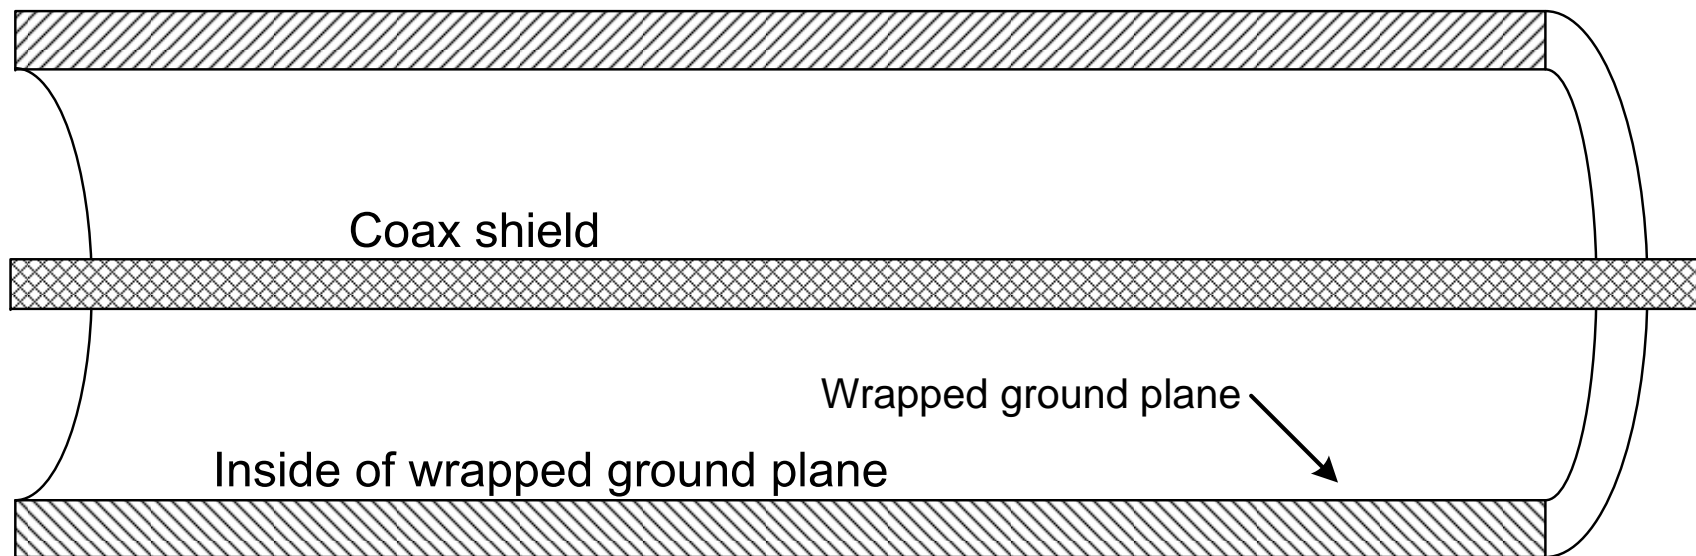 Coax shield
Wrapped ground plane
Inside of wrapped ground plane